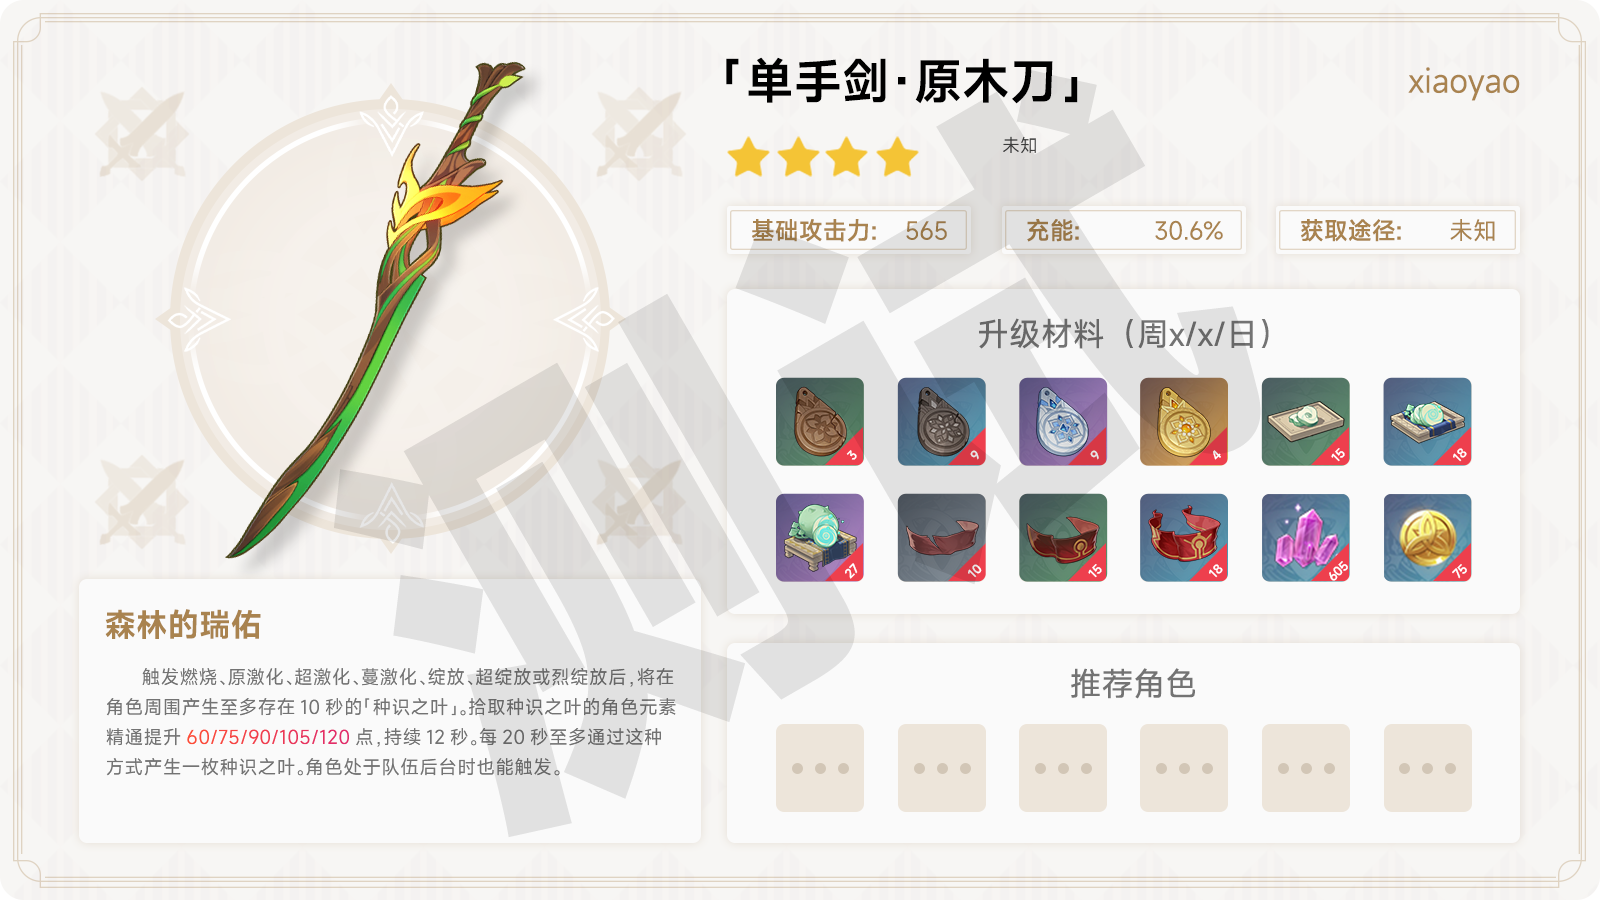 「单手剑·原木刀」
xiaoyao
未知
基础攻击力: 565
充能: 30.6%
获取途径: 未知
升级材料（周x/x/日）
3
9
9
4
15
18
27
10
15
18
605
75
森林的瑞佑
触发燃烧、原激化、超激化、蔓激化、绽放、超绽放或烈绽放后,将在
角色周围产生至多存在 10 秒的「种识之叶」。拾取种识之叶的角色元素
精通提升 60/75/90/105/120 点,持续 12 秒。每 20 秒至多通过这种
方式产生一枚种识之叶。角色处于队伍后台时也能触发。
推荐角色
测试